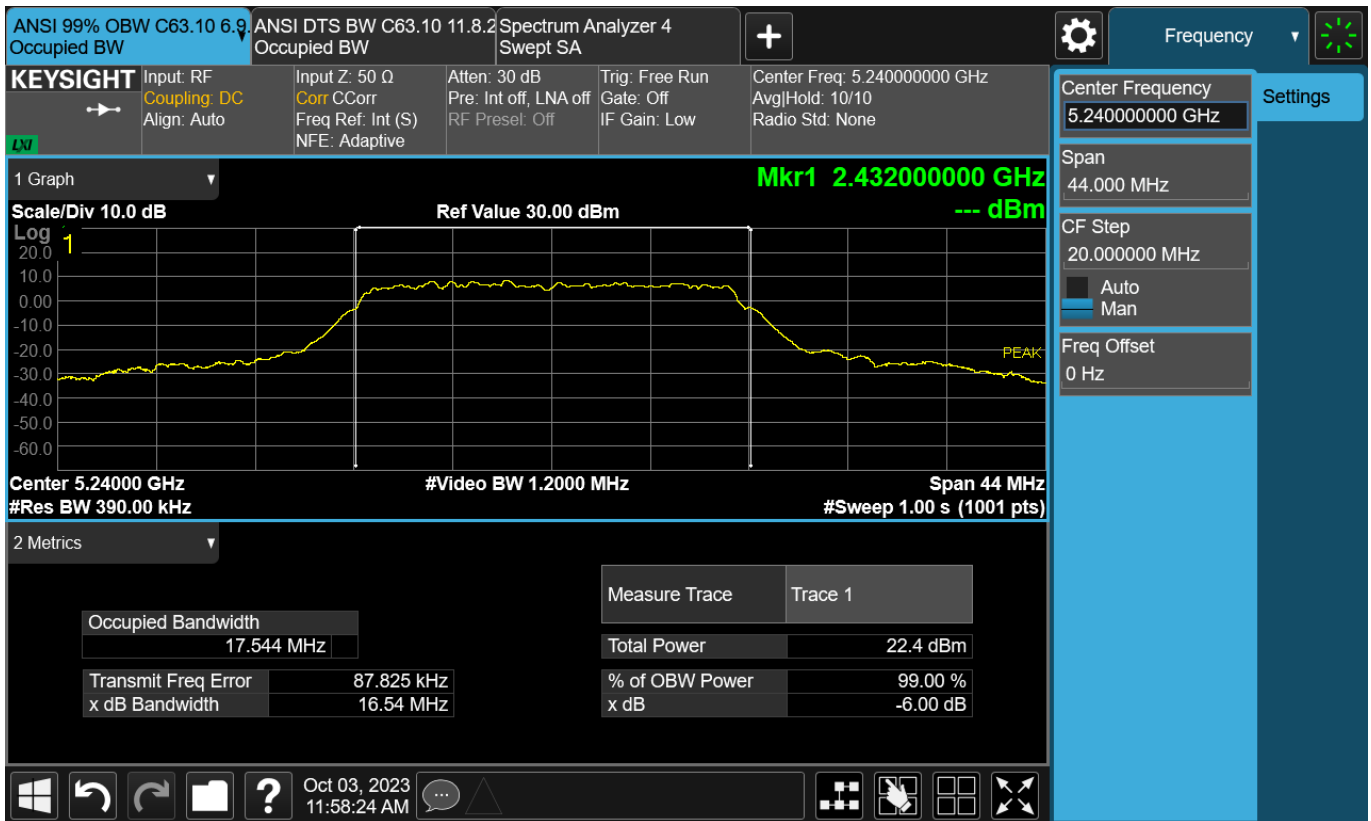 ANSI 99% OBW C63.10 6.9.
Occupied BW
ANSI DTS BW C63.10 11.8.2
Occupied BW
Spectrum Analyzer 4
Swept SA
+
Frequency
KEYSIGHT
LXI
Input: RF
Coupling: DC
Align: Auto
Input Z: 50 Ω
Corr CCorr
Freq Ref: Int (S)
NFE: Adaptive
Atten: 30 dB
Pre: Int off, LNA off
RF Presel: Off
Trig: Free Run
Gate: Off
IF Gain: Low
Center Freq: 5.240000000 GHz
Avg|Hold: 10/10
Radio Std: None
1 Graph
Mkr1 2.432000000 GHz
--- dBm
Scale/Div 10.0 dB
Ref Value 30.00 dBm
Log
1
20.0
10.0
0.00
-10.0
-20.0
-30.0
-40.0
-50.0
-60.0
PEAK
Center 5.24000 GHz
#Video BW 1.2000 MHz
Span 44 MHz
#Res BW 390.00 kHz
#Sweep 1.00 s (1001 pts)
2 Metrics
Measure Trace Trace 1
Occupied Bandwidth
17.544 MHz
Total Power 22.4 dBm
Transmit Freq Error 87.825 kHz
% of OBW Power 99.00 %
x dB Bandwidth 16.54 MHz
x dB -6.00 dB
Center Frequency
5.240000000 GHz
Settings
Span
44.000 MHz
CF Step
20.000000 MHz
Auto
Man
Freq Offset
0 Hz
?
Oct 03, 2023
11:58:24 AM